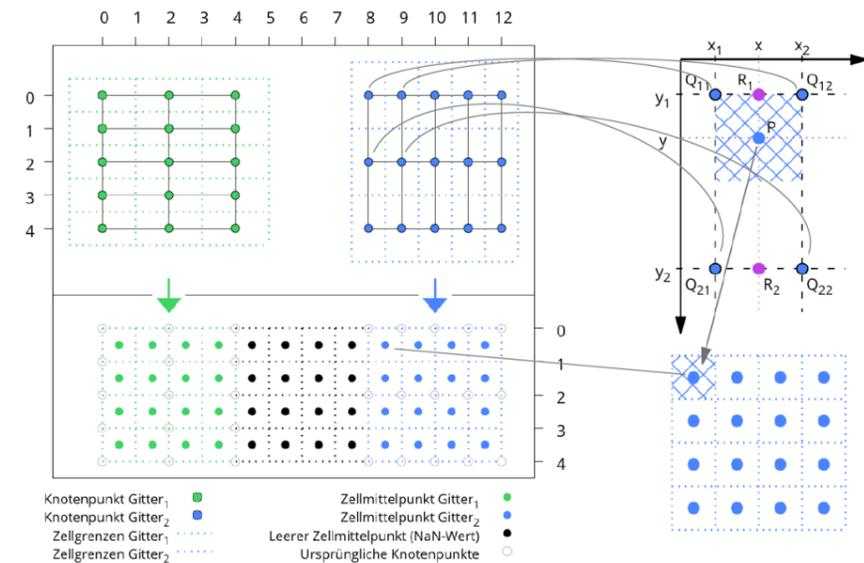 0 1 2 3 4 5 6 7 8 9 10 11 12
0
1
2
3
4
x1 x x2
Q11 R1 Q12
y1
P
y
y2
Q21 R2 Q22
0
1
2
3
4
Knotenpunkt Gitter1
Knotenpunkt Gitter2
Zellgrenzen Gitter1
Zellgrenzen Gitter2
Zellmittelpunkt Gitter1
Zellmittelpunkt Gitter2
Leerer Zellmittelpunkt (NaN-Wert)
Ursprüngliche Knotenpunkte